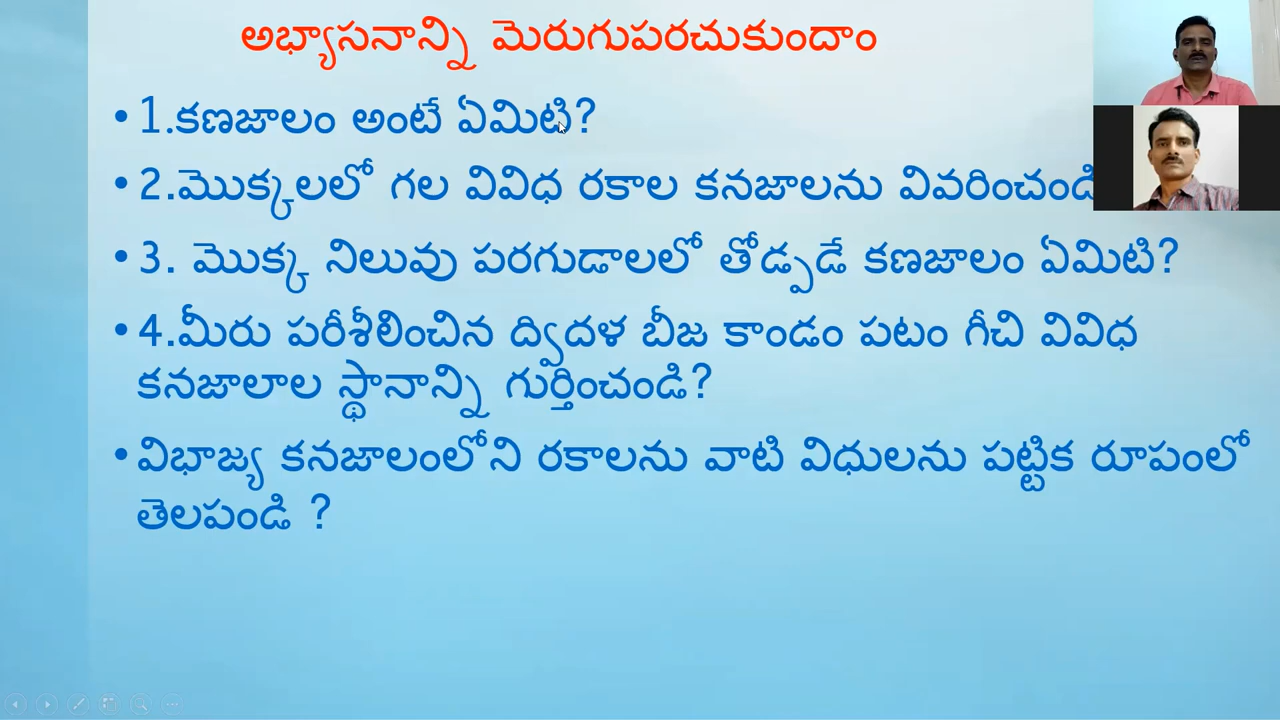 అభ్యాసనాన్ని మెరుగుపరచుకుందాం
• 1.కణజాలం అంటే ఏమిటి?
• 2.మొక్కలలో గల వివిధ రకాల కనజాలను వివరించండి
• 3. మొక్క నిలువు పరగుడాలలో తోడ్పడే కణజాలం ఏమిటి?
• 4.మీరు పరీశీలించిన ద్విదళ బీజ కాండం పటం గీచి వివిధ
కనజాలాల స్థానాన్ని గుర్తించండి?
• విభాజ్య కనజాలంలోని రకాలను వాటి విధులను పట్టిక రూపంలో
తెలపండి ?